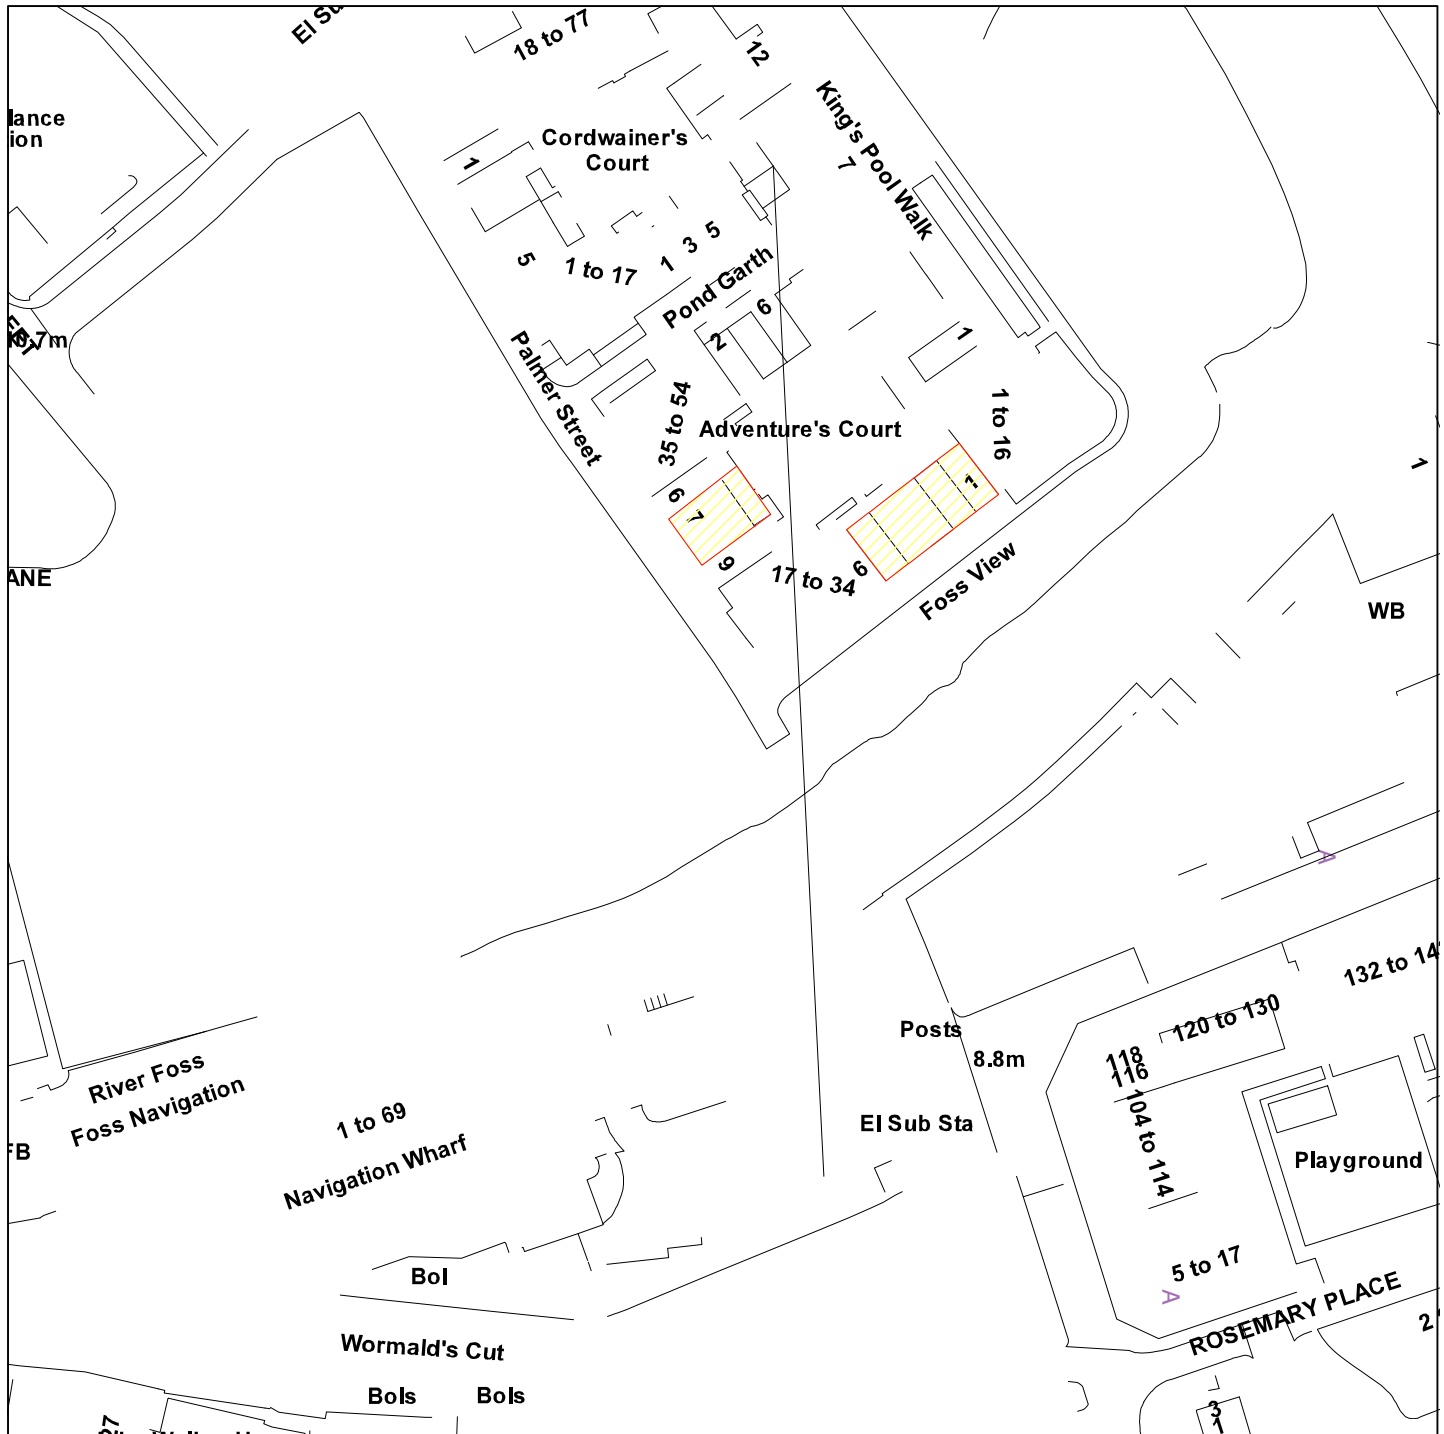 18 to 77
12
lance
ion
Cordwainer's
Court
1
King's Pool Walk
7
5
1 to 17
1
3
5
Pond Garth
6
2
1
Palmer Street
35 to 54
Adventure's Court
1 to 16
1
6
7
9
17 to 34
6
1
Foss View
ANE
WB
A
132 to 14
120 to 130
118
116
104 to 114
Posts
8.8m
El Sub Sta
River Foss
Foss Navigation
1 to 69
Navigation Wharf
FB
Playground
5 to 17
A
ROSEMARY PLACE
2
Bol
Wormald's Cut
Bols
Bols
3
1